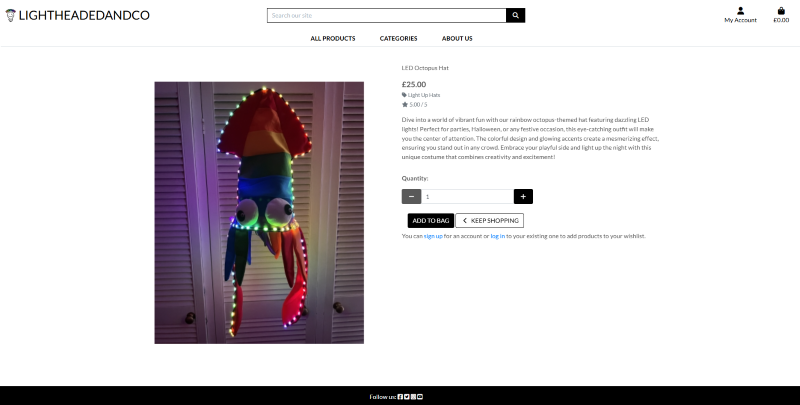 LIGHTHEADEDANDCO
Search our site
My Account
£0.00
ALL PRODUCTS
CATEGORIES
ABOUT US
LED Octopus Hat
£25.00
Light Up Hats
5.00 / 5
Dive into a world of vibrant fun with our rainbow octopus-themed hat featuring dazzling LED
lights! Perfect for parties, Halloween, or any festive occasion, this eye-catching outfit will make
you the center of attention. The colorful design and glowing accents create a mesmerizing effect,
ensuring you stand out in any crowd. Embrace your playful side and light up the night with this
unique costume that combines creativity and excitement!
Quantity:
1
ADD TO BAG
KEEP SHOPPING
You can sign up for an account or log in to your existing one to add products to your wishlist.
Follow us: